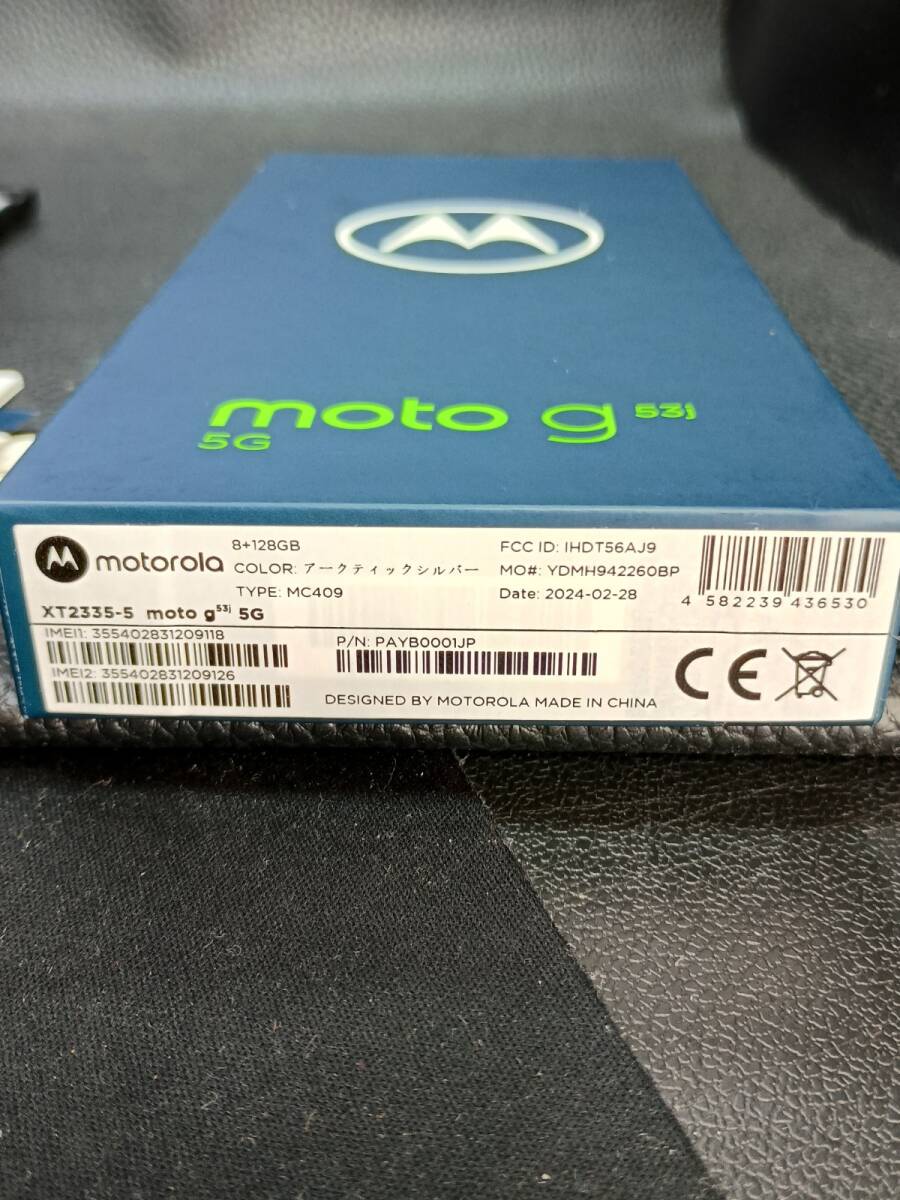 moto g 53j
5G
motorola
8+128GB
COLOR: アークティックシルバー
TYPE: MC409
XT2335-5 moto g53j 5G
FCC ID: IHDT56AJ9
MO#: YDMH942260BP
Date: 2024-02-28
4 582239 436530
IMEI1: 355402831209118
IMEI2: 355402831209126
P/N: PAYB0001JP
DESIGNED BY MOTOROLA MADE IN CHINA
CE